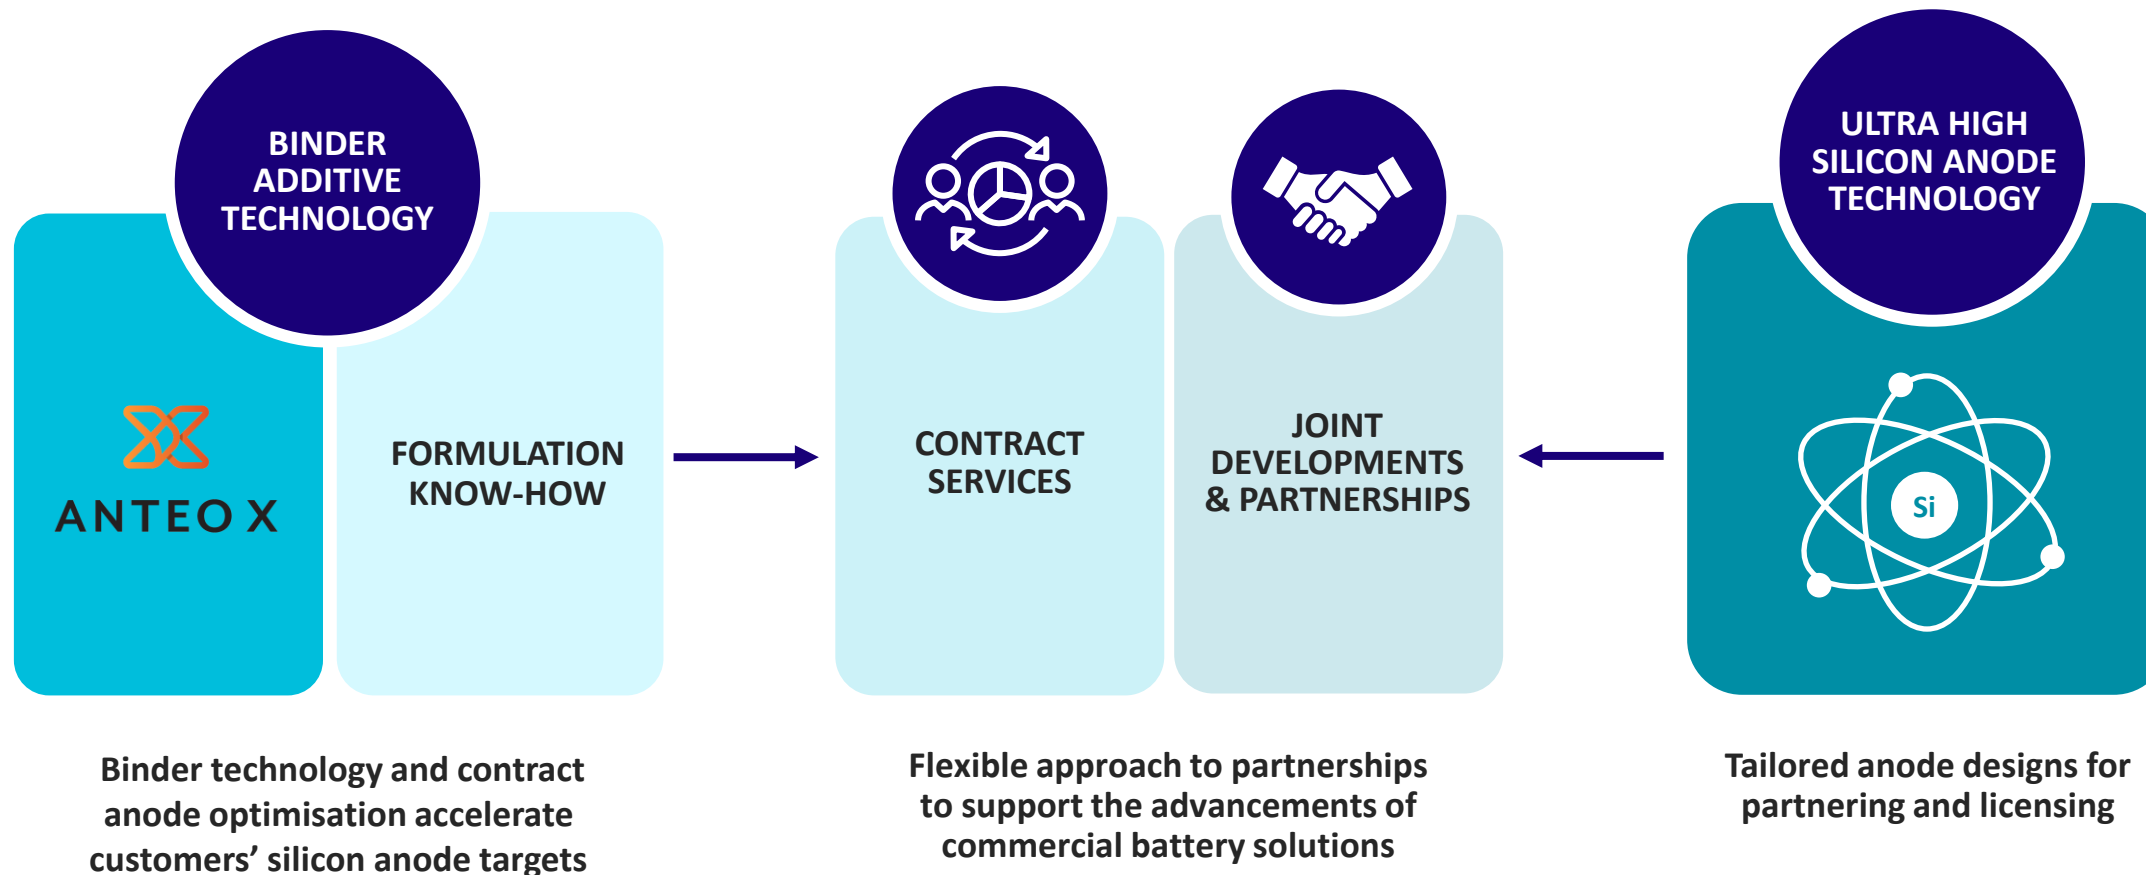 BINDER
ADDITIVE
TECHNOLOGY
ANTEO X
FORMULATION
KNOW-HOW
Binder technology and contract
anode optimisation accelerate
customers’ silicon anode targets
CONTRACT
SERVICES
JOINT
DEVELOPMENTS
& PARTNERSHIPS
Flexible approach to partnerships
to support the advancements of
commercial battery solutions
ULTRA HIGH
SILICON ANODE
TECHNOLOGY
Si
Tailored anode designs for
partnering and licensing